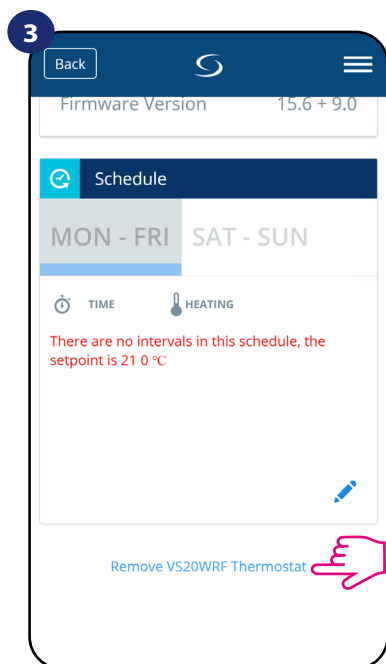 3
Back
Firmware Version 15.6 + 9.0
Schedule
MON - FRI SAT - SUN
TIME HEATING
There are no intervals in this schedule, the
setpoint is 21 0 °C
Remove VS20WRF Thermostat